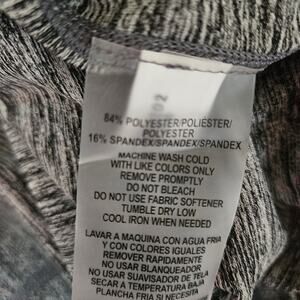 84% POLYESTER/POLIÉSTER/
POLYESTER
16% SPANDEX/SPANDEX/SPANDEX
MACHINE WASH COLD
WITH LIKE COLORS ONLY
REMOVE PROMPTLY
DO NOT BLEACH
DO NOT USE FABRIC SOFTENER
TUMBLE DRY LOW
COOL IRON WHEN NEEDED
LAVAR A MAQUINA CON AGUA FRIA
Y CON COLORES IGUALES
REMOVER RAPIDAMENTE
NO USAR BLANQUEADOR
NO USAR SUAVISADOR DE TELA
SECAR A TEMPERATURA BAJA
PLANCHA FRIA SI NECESITA